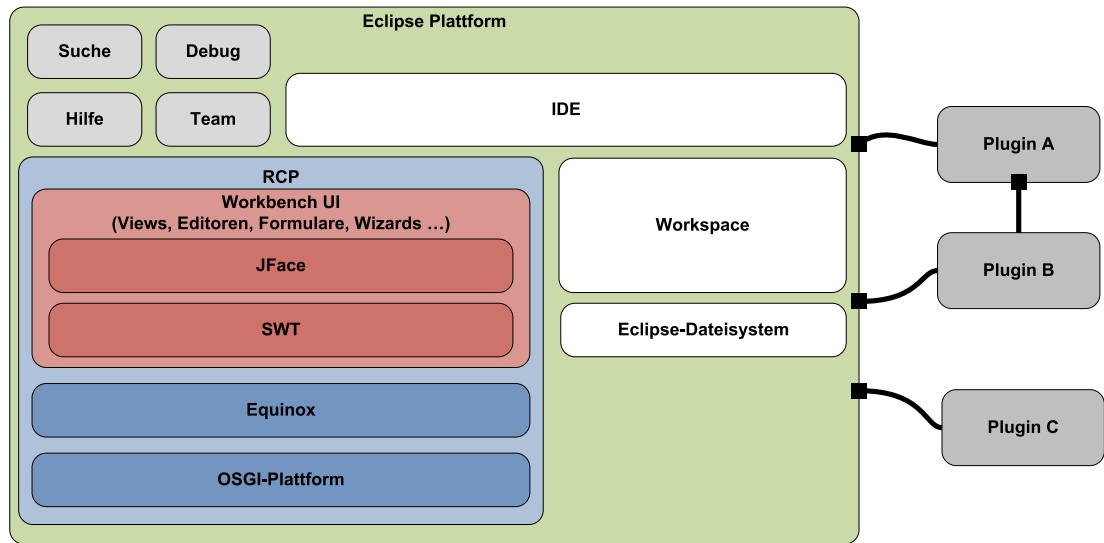 Eclipse Plattform
Suche
Debug
Hilfe
Team
IDE
RCP
Workbench UI
(Views, Editoren, Formulare, Wizards …)
JFace
SWT
Equinox
OSGI-Plattform
Workspace
Eclipse-Dateisystem
Plugin A
Plugin B
Plugin C